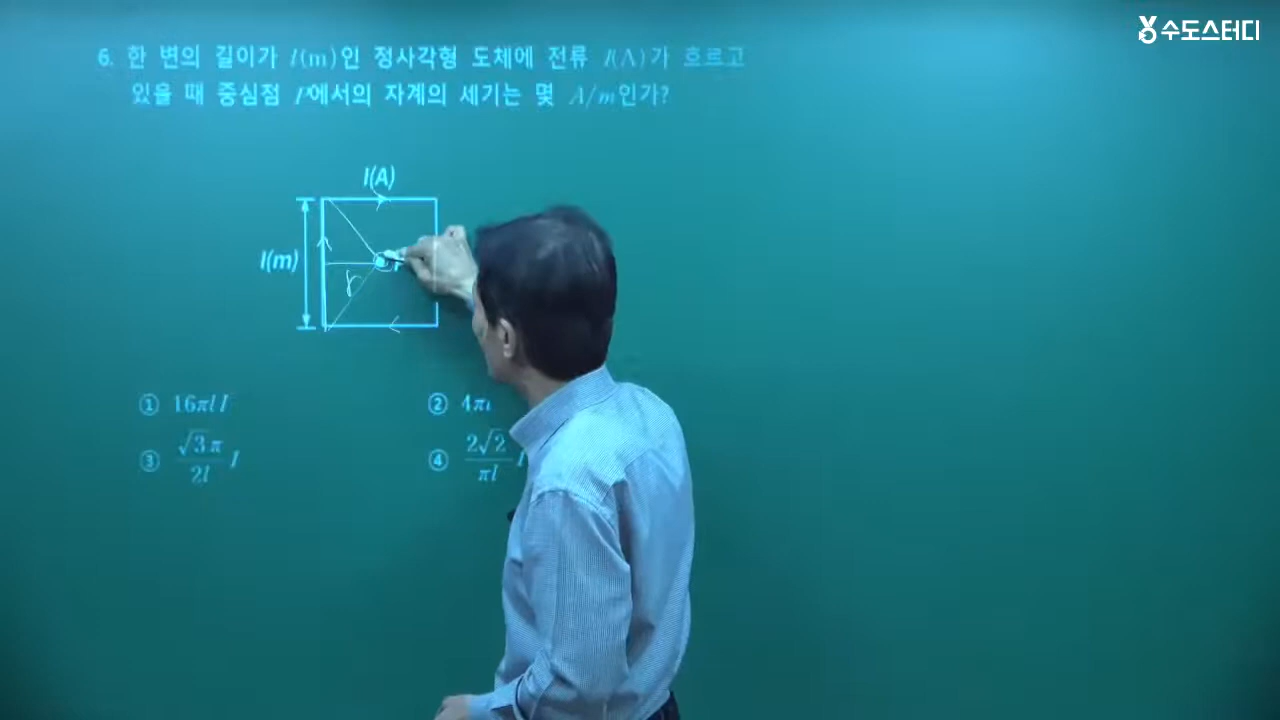 수도스터디
6. 한 변의 길이가 l(m)인 정사각형 도체에 전류 I(A)가 흐르고
있을 때 중심점 P에서의 자계의 세기는 몇 A/m인가?
I(A)
l(m)
r
① 16πlI
② 4πl
③ √3π/2l I
④ 2√2/πl I